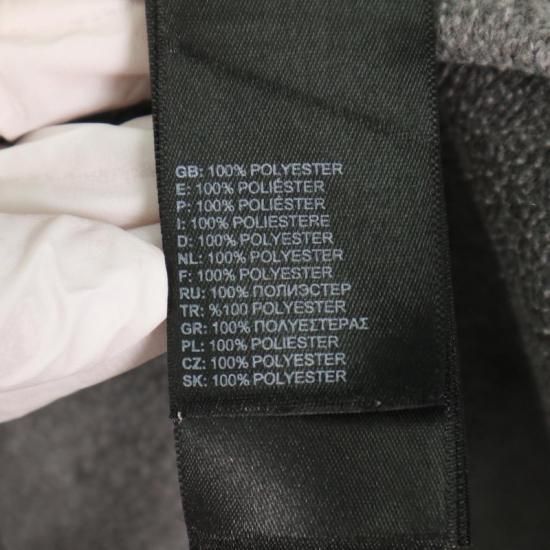 GB: 100% POLYESTER
E: 100% POLIÉSTER
P: 100% POLIÉSTER
I: 100% POLIESTERE
D: 100% POLYESTER
NL: 100% POLYESTER
F: 100% POLYESTER
RU: 100% ПОЛИЭСТЕР
TR: %100 POLYESTER
GR: 100% ΠΟΛΥΕΣΤΕΡΑΣ
PL: 100% POLIESTER
CZ: 100% POLYESTER
SK: 100% POLYESTER